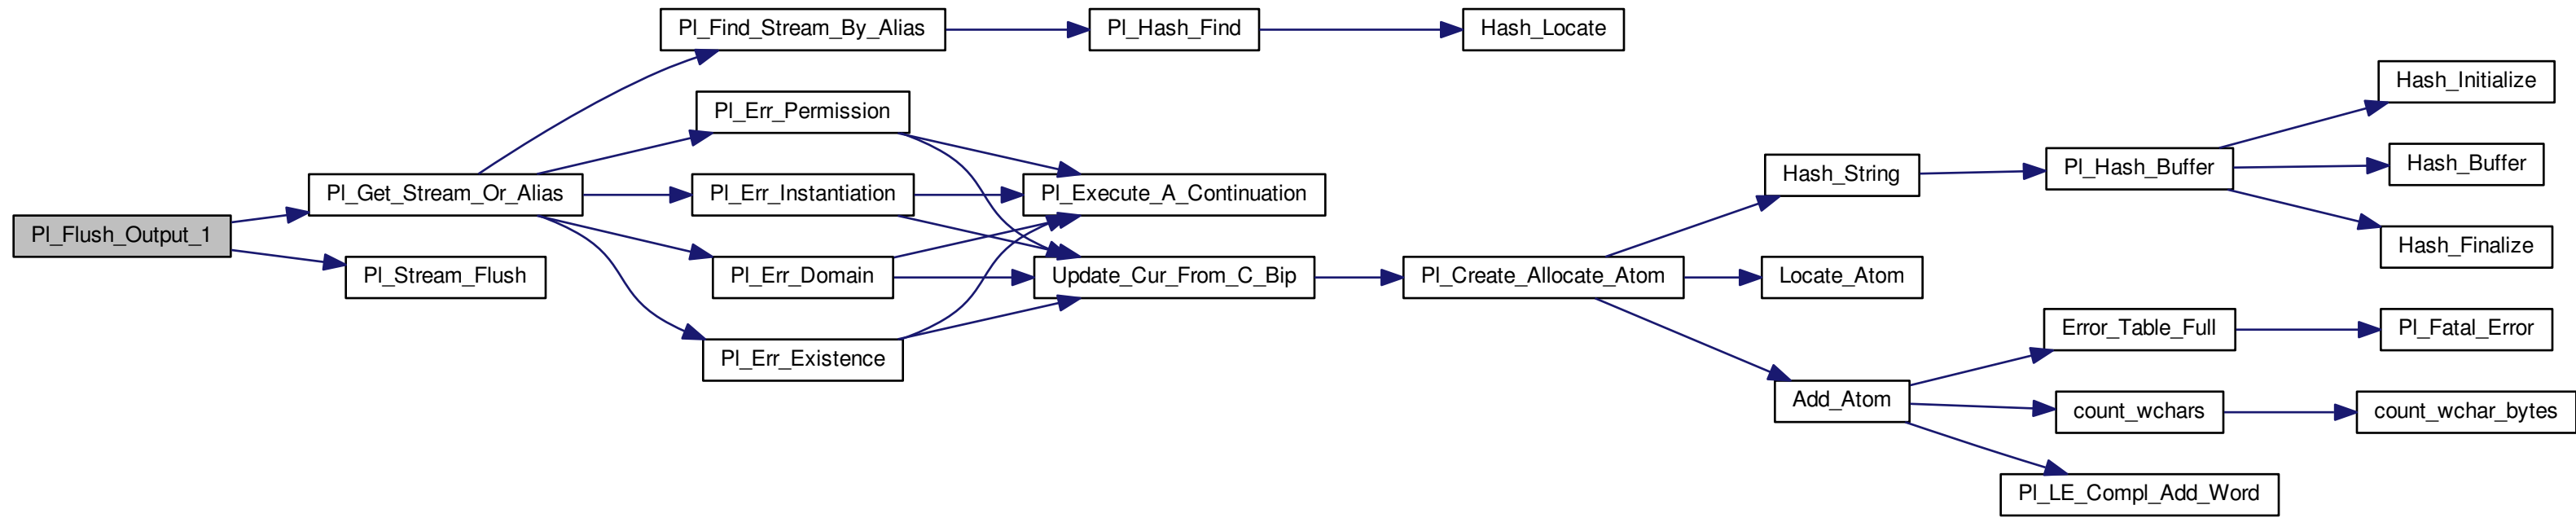 Pl_Flush_Output_1
Pl_Get_Stream_Or_Alias
Pl_Stream_Flush
Pl_Find_Stream_By_Alias
Pl_Err_Permission
Pl_Err_Instantiation
Pl_Err_Domain
Pl_Err_Existence
Pl_Hash_Find
Pl_Execute_A_Continuation
Update_Cur_From_C_Bip
Hash_Locate
Pl_Create_Allocate_Atom
Hash_String
Locate_Atom
Add_Atom
Pl_Hash_Buffer
Error_Table_Full
count_wchars
Pl_LE_Compl_Add_Word
Hash_Initialize
Hash_Buffer
Hash_Finalize
Pl_Fatal_Error
count_wchar_bytes